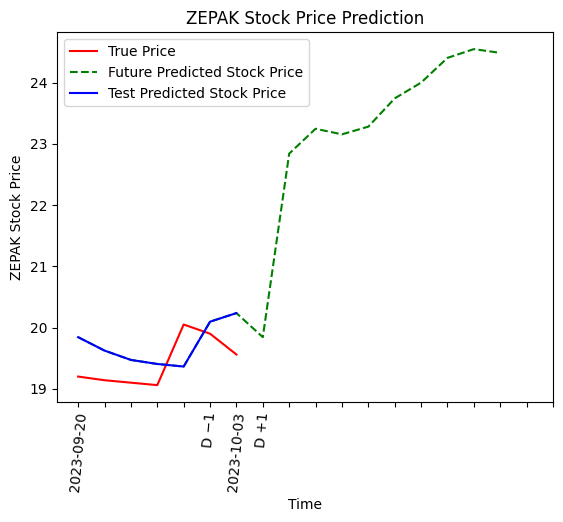 ZEPAK Stock Price Prediction
True Price
Future Predicted Stock Price
Test Predicted Stock Price
ZEPAK Stock Price
24
23
22
21
20
19
2023-09-20
D −1
2023-10-03
D +1
Time